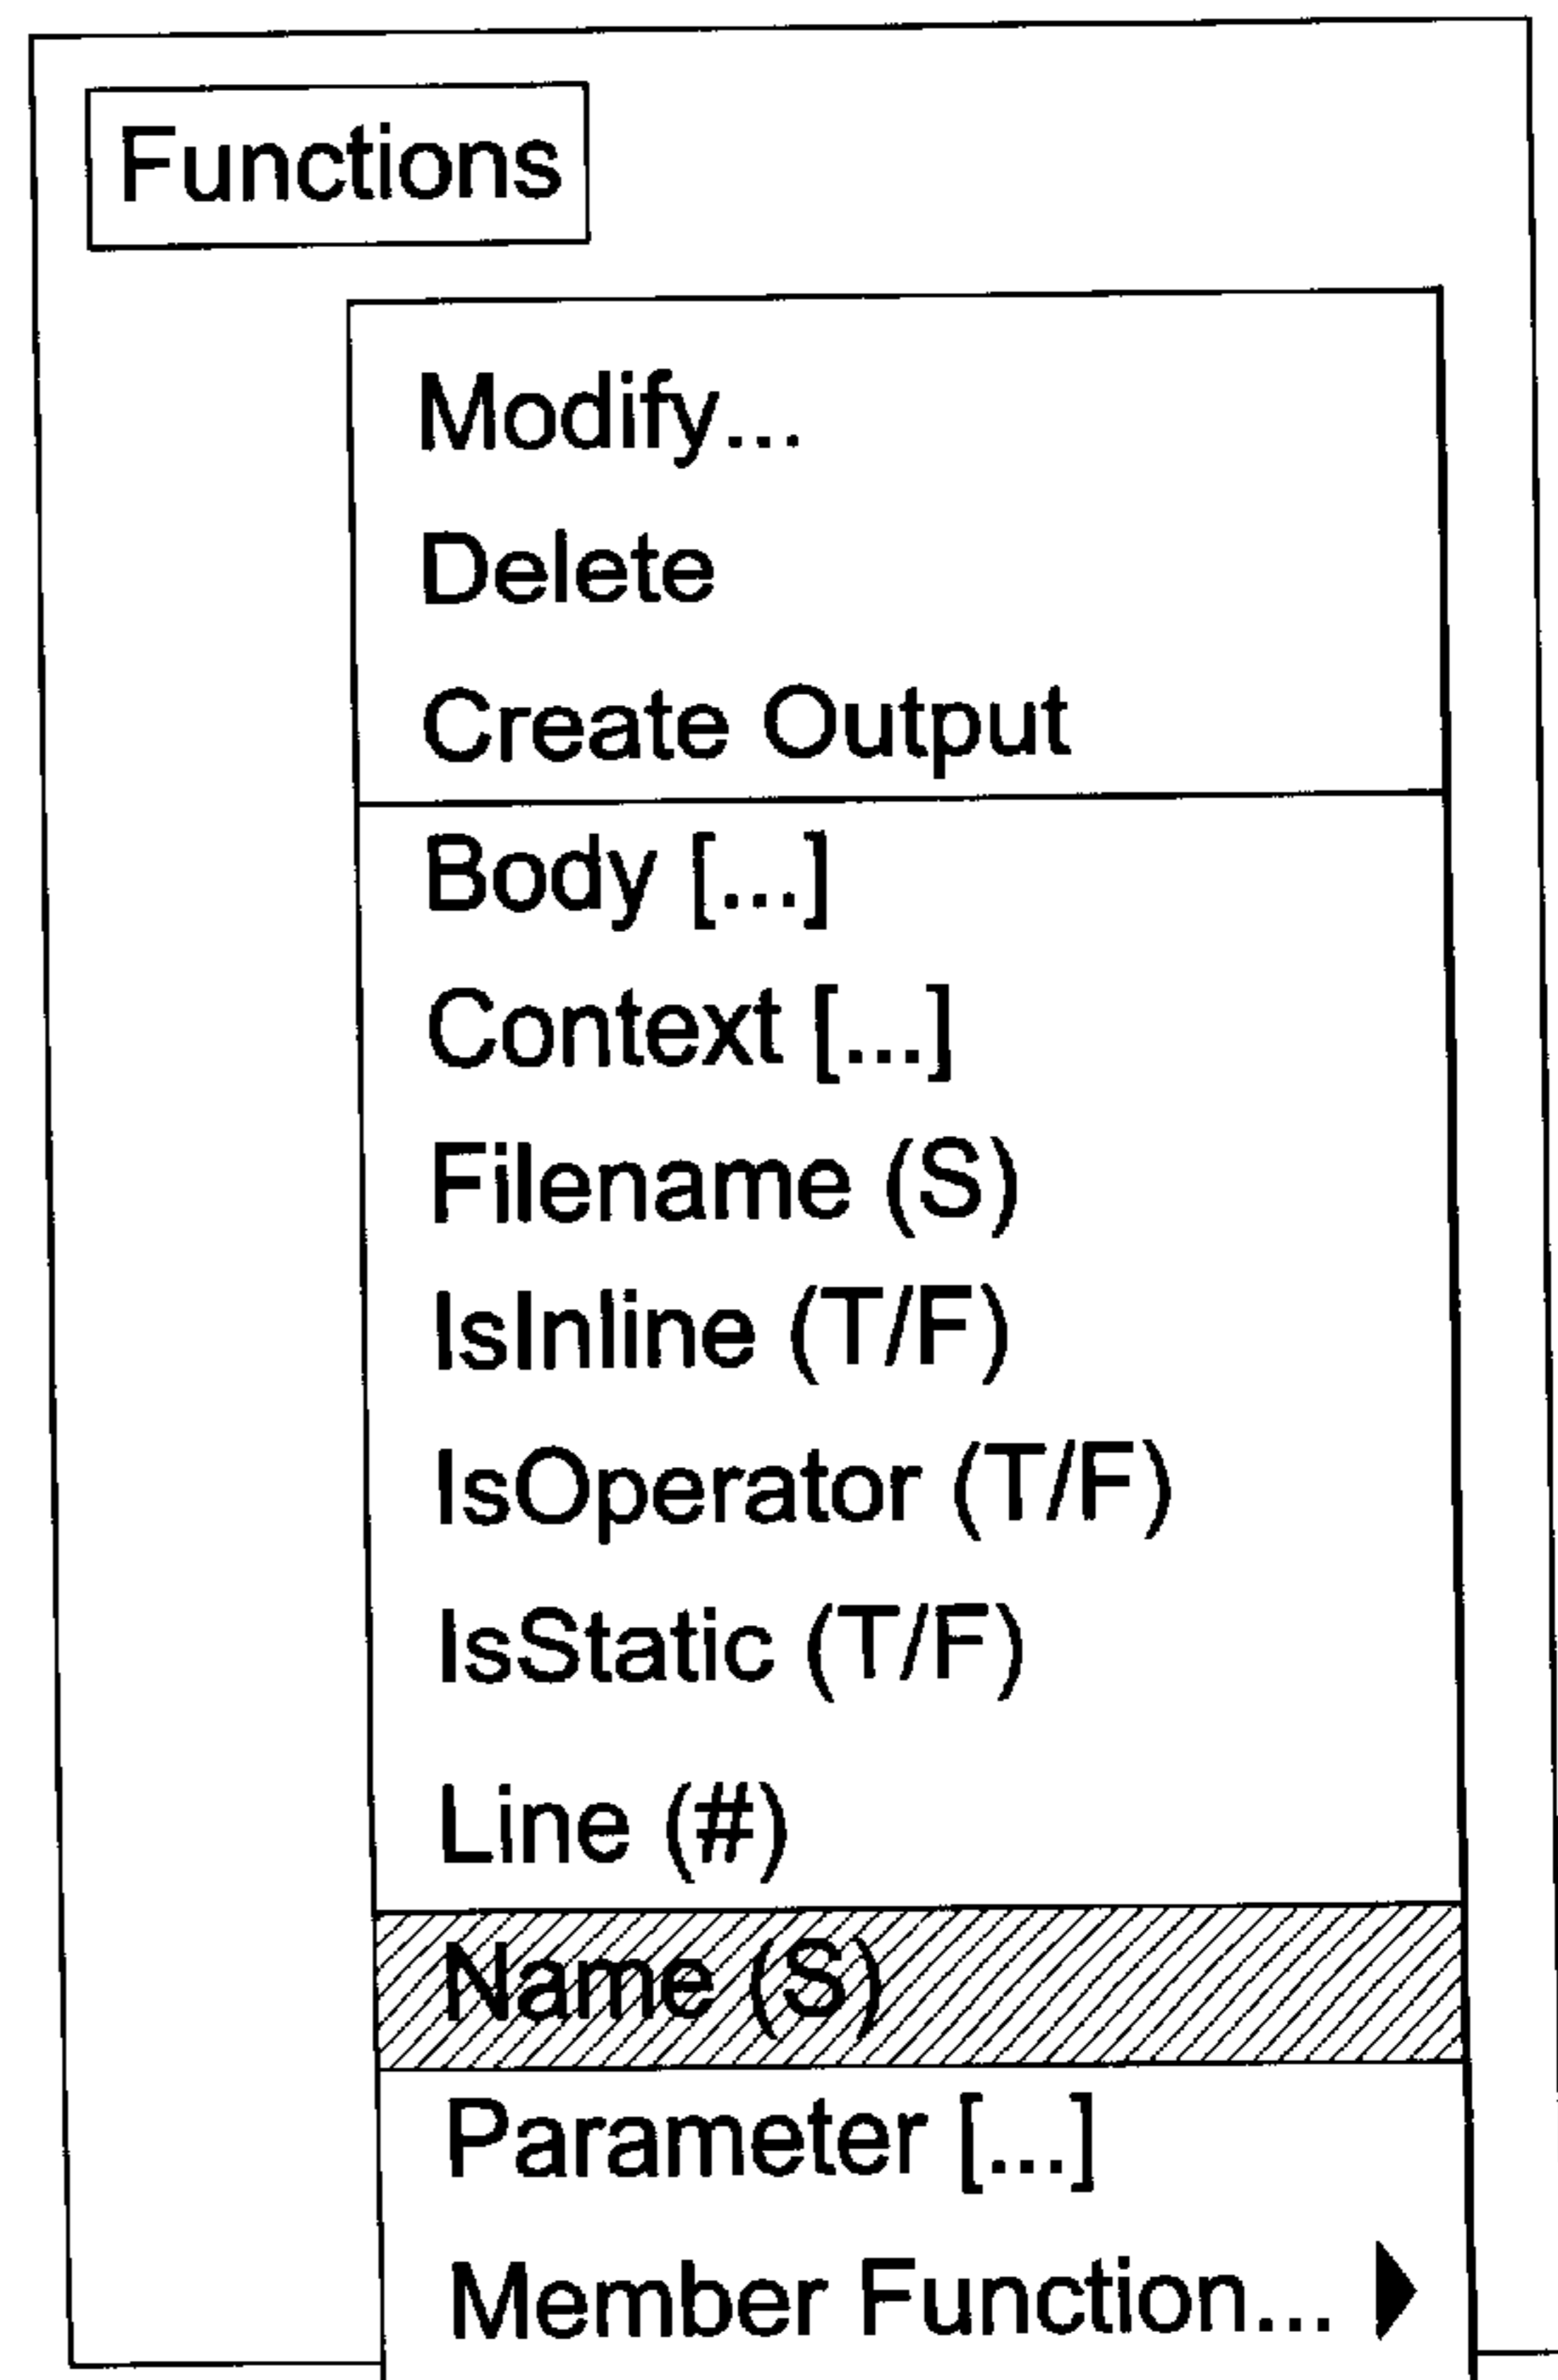 Functions
Modify...
Delete
Create Output
Body [...]
Context [...]
Filename (S)
IsInline (T/F)
IsOperator (T/F)
IsStatic (T/F)
Line (#)
Name (S)
Parameter [...]
Member Function...